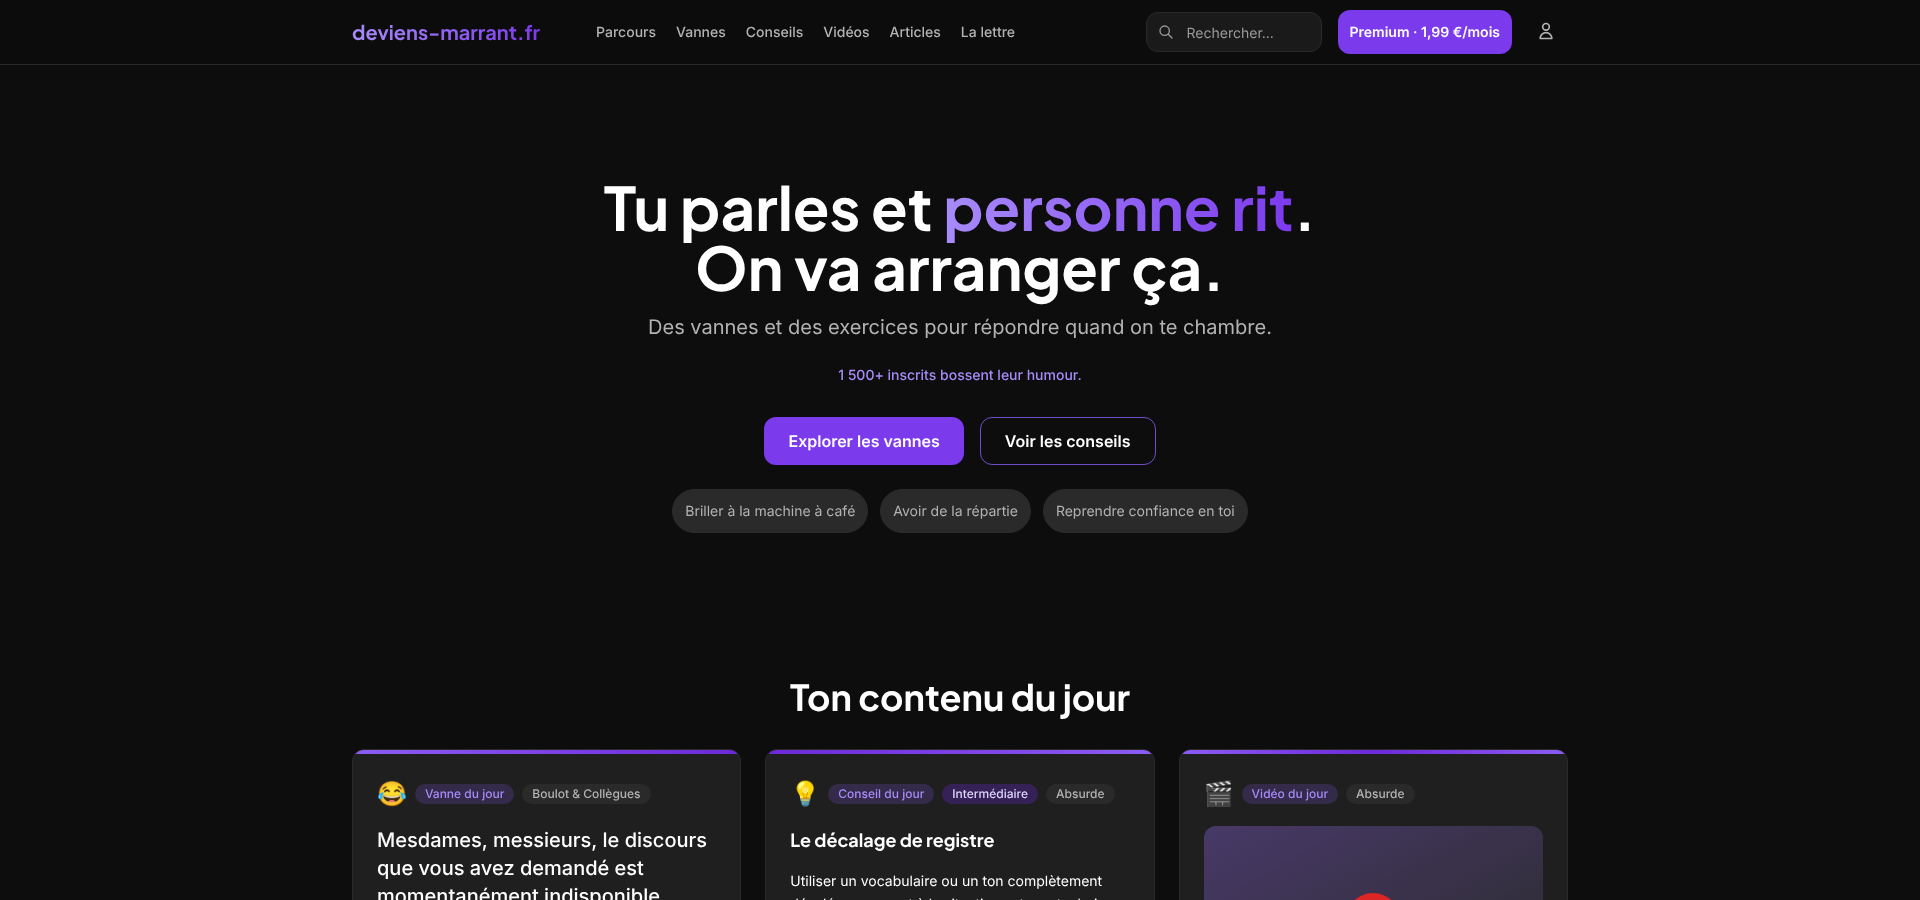 deviens-marrant.fr
Parcours
Vannes
Conseils
Vidéos
Articles
La lettre
Rechercher...
Premium · 1,99 €/mois
Tu parles et personne rit.
On va arranger ça.
Des vannes et des exercices pour répondre quand on te chambre.
1 500+ inscrits bossent leur humour.
Explorer les vannes
Voir les conseils
Briller à la machine à café
Avoir de la répartie
Reprendre confiance en toi
Ton contenu du jour
Vanne du jour
Boulot & Collègues
Mesdames, messieurs, le discours
que vous avez demandé est
momentanément indisponible
Conseil du jour
Intermédiaire
Absurde
Le décalage de registre
Utiliser un vocabulaire ou un ton complètement
Vidéo du jour
Absurde